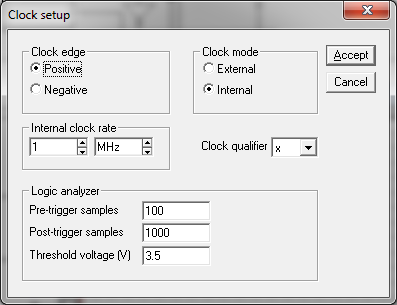 Clock setup
Clock edge
Positive
Negative
Clock mode
External
Internal
Accept
Cancel
Internal clock rate
1 MHz
Clock qualifier x
Logic analyzer
Pre-trigger samples 100
Post-trigger samples 1000
Threshold voltage (V) 3.5